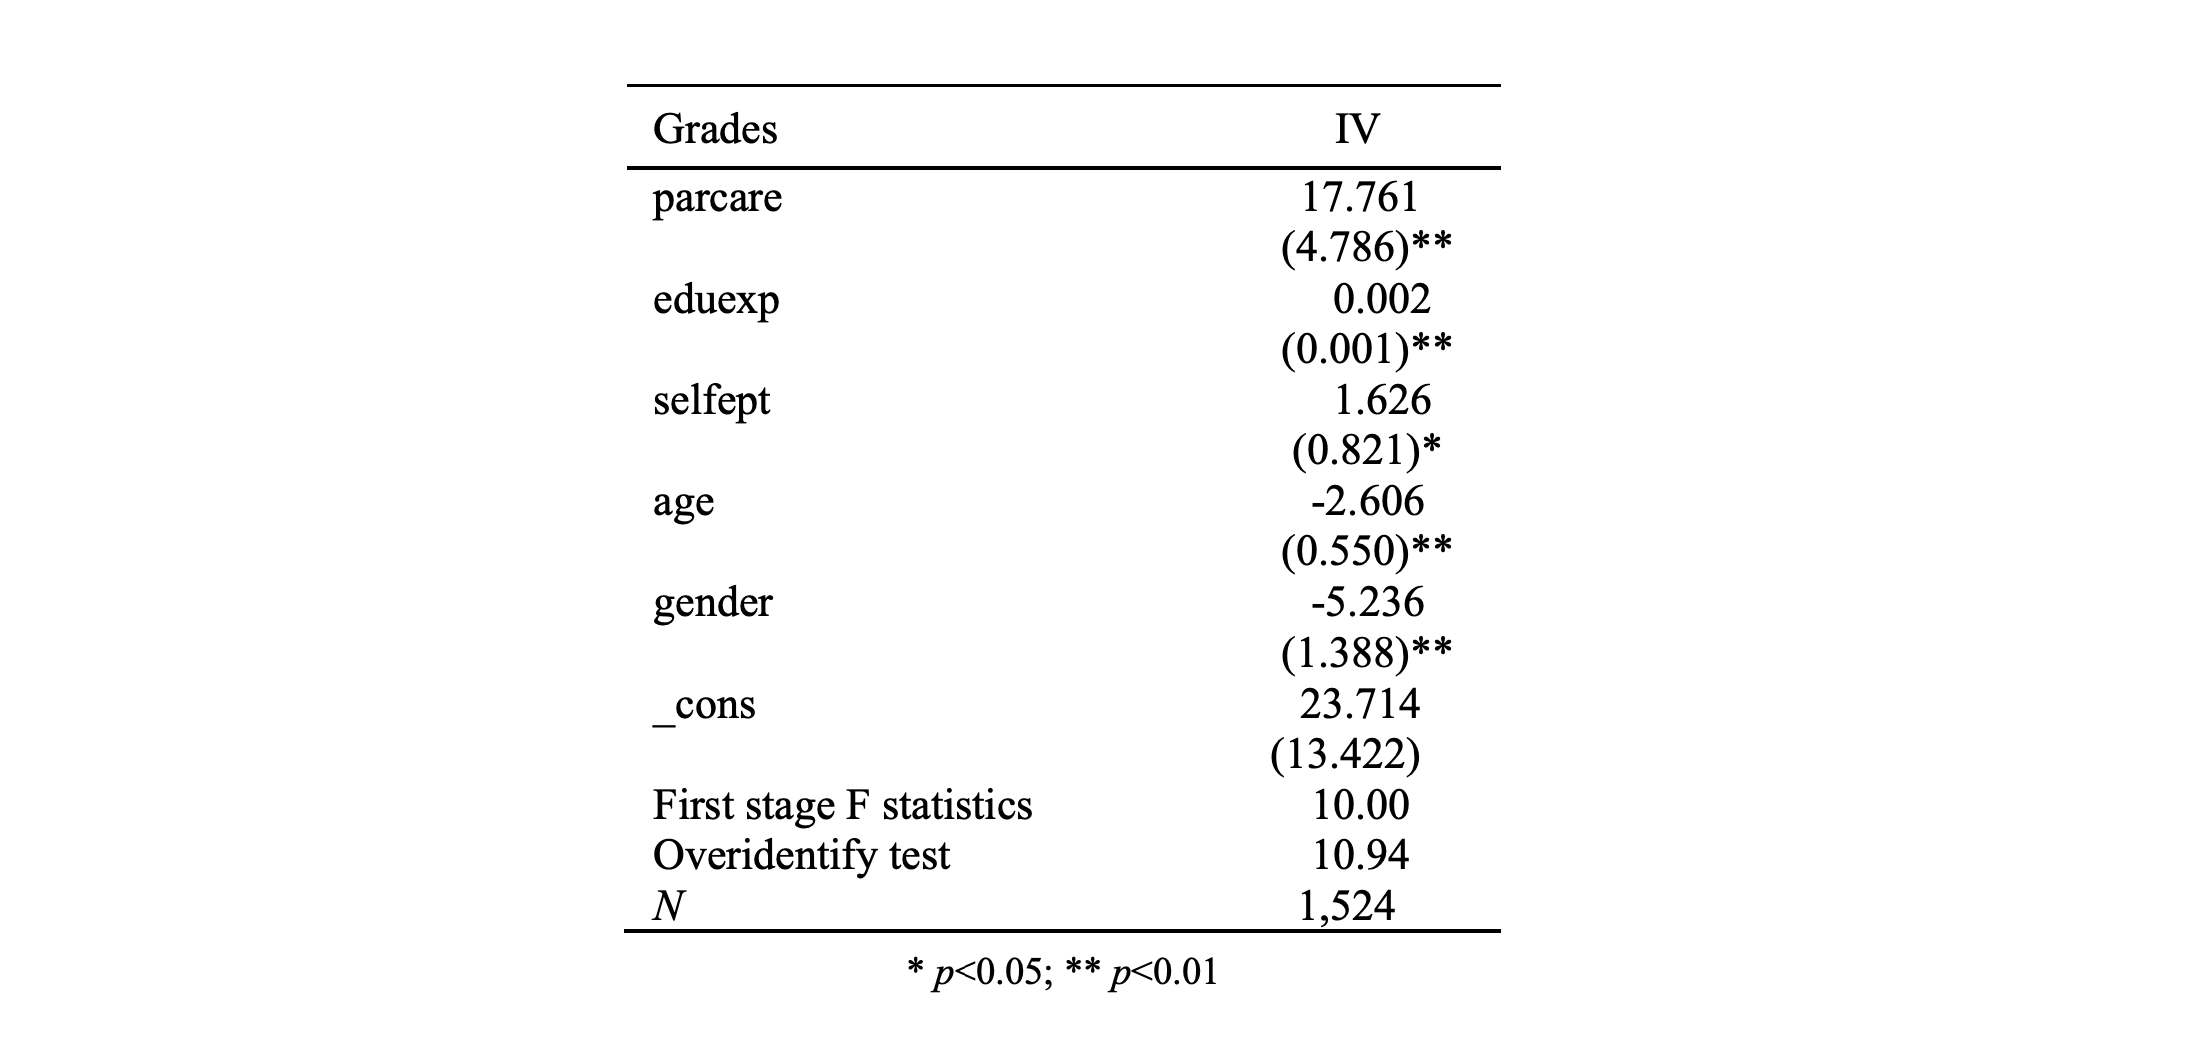 Grades IV
parcare 17.761
(4.786)**
eduexp 0.002
(0.001)**
selfept 1.626
(0.821)*
age -2.606
(0.550)**
gender -5.236
(1.388)**
_cons 23.714
(13.422)
First stage F statistics 10.00
Overidentify test 10.94
N 1,524
* p<0.05; ** p<0.01